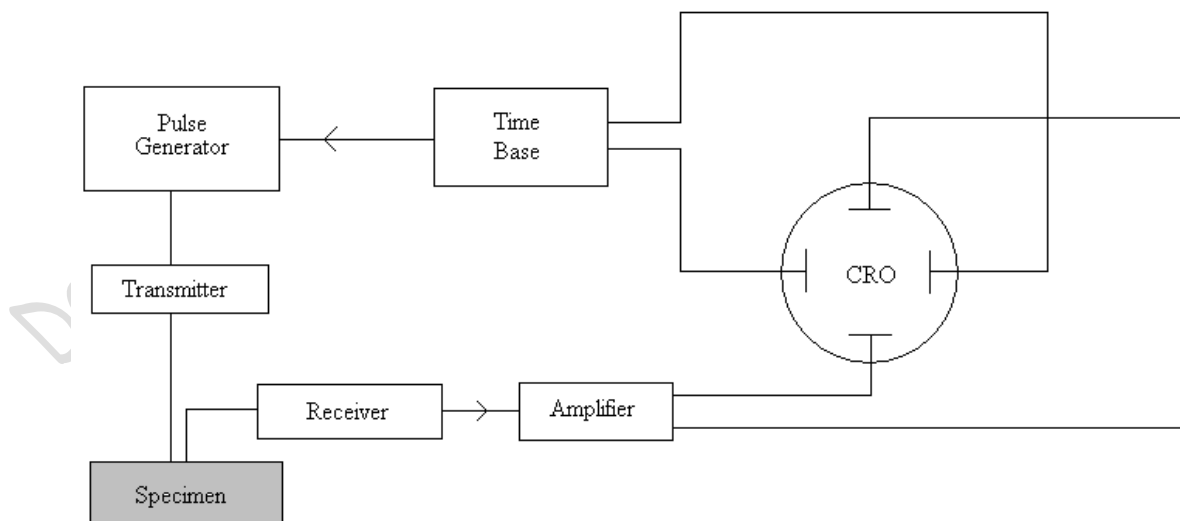 Pulse
Generator
Time
Base
CRO
Transmitter
Receiver
Amplifier
Specimen